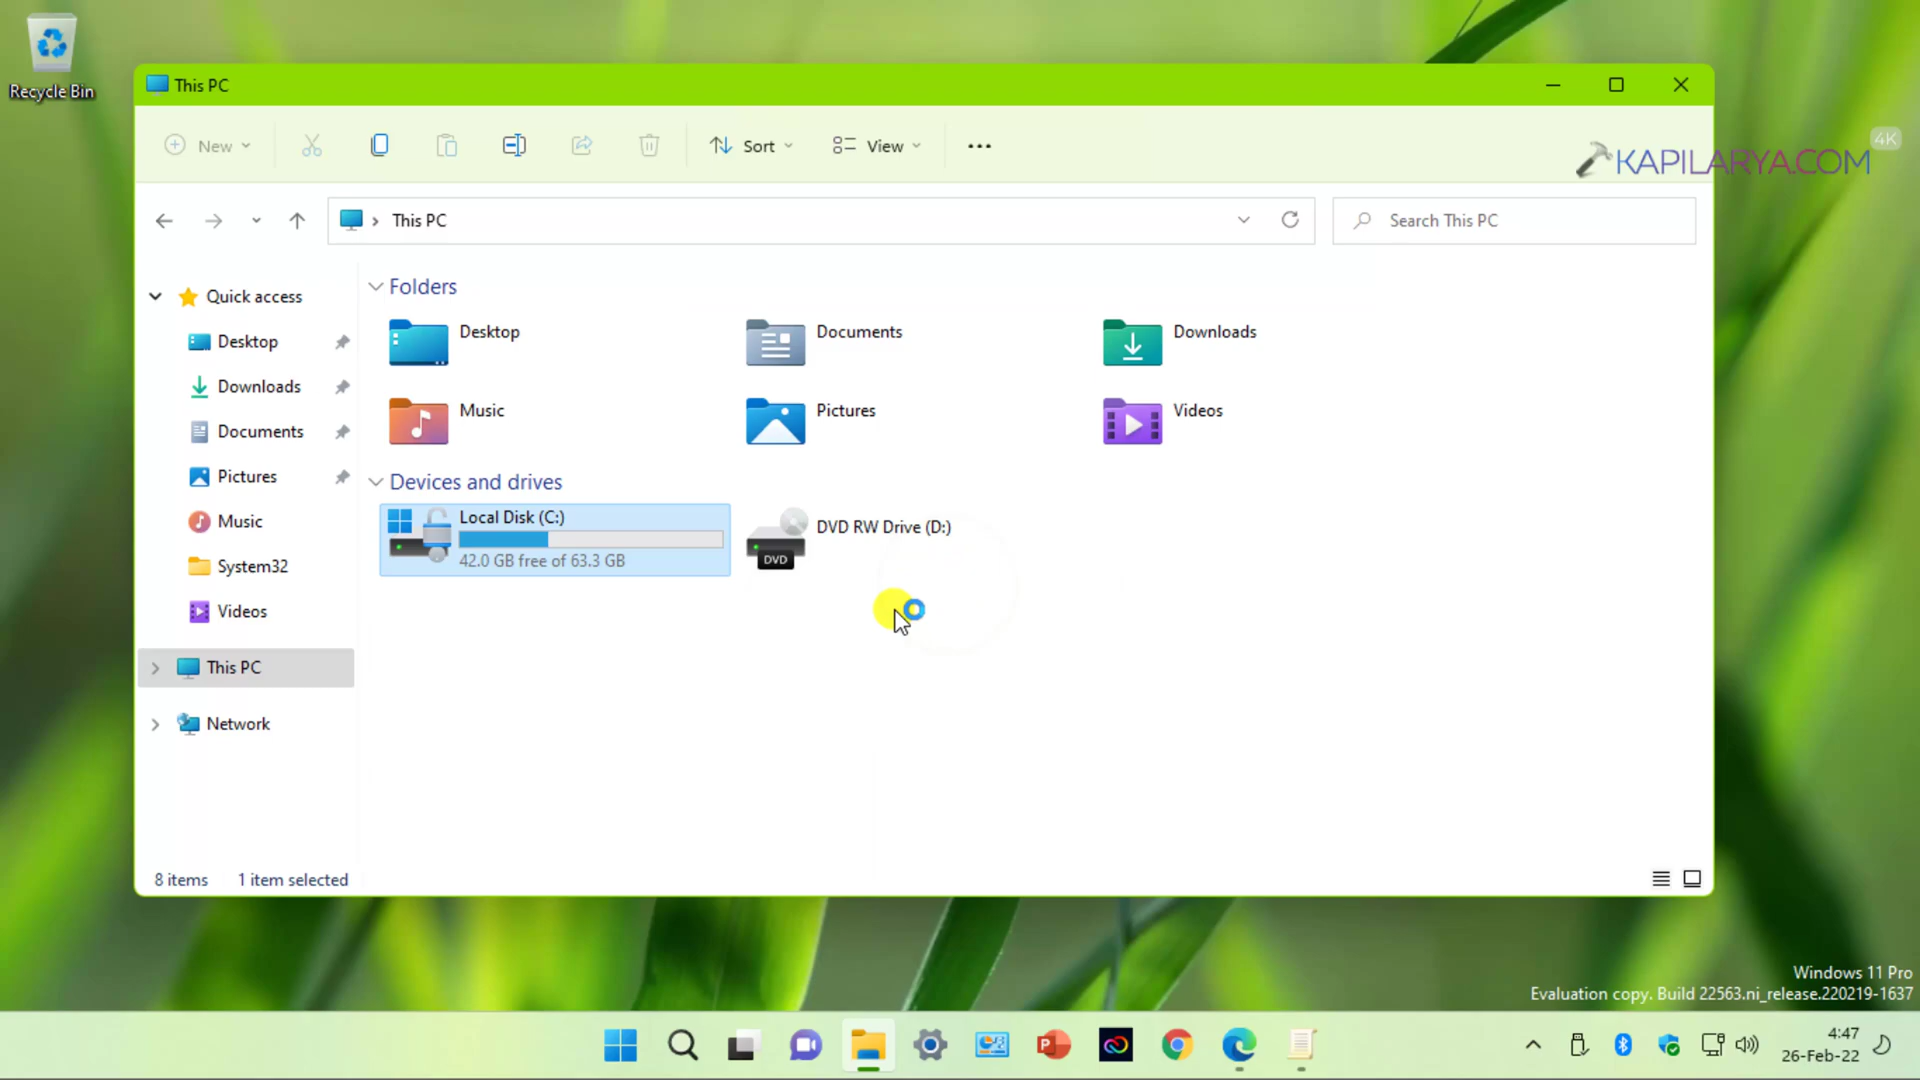 Recycle Bin
This PC
New
Sort
View
4K
KAPILARYA.COM
This PC
Search This PC
Quick access
Desktop
Downloads
Documents
Pictures
Music
System32
Videos
This PC
Network
Folders
Desktop
Documents
Downloads
Music
Pictures
Videos
Devices and drives
Local Disk (C:)
42.0 GB free of 63.3 GB
DVD RW Drive (D:)
DVD
8 items
1 item selected
Windows 11 Pro
Evaluation copy. Build 22563.ni_release.220219-1637
P
4:47
26-Feb-22